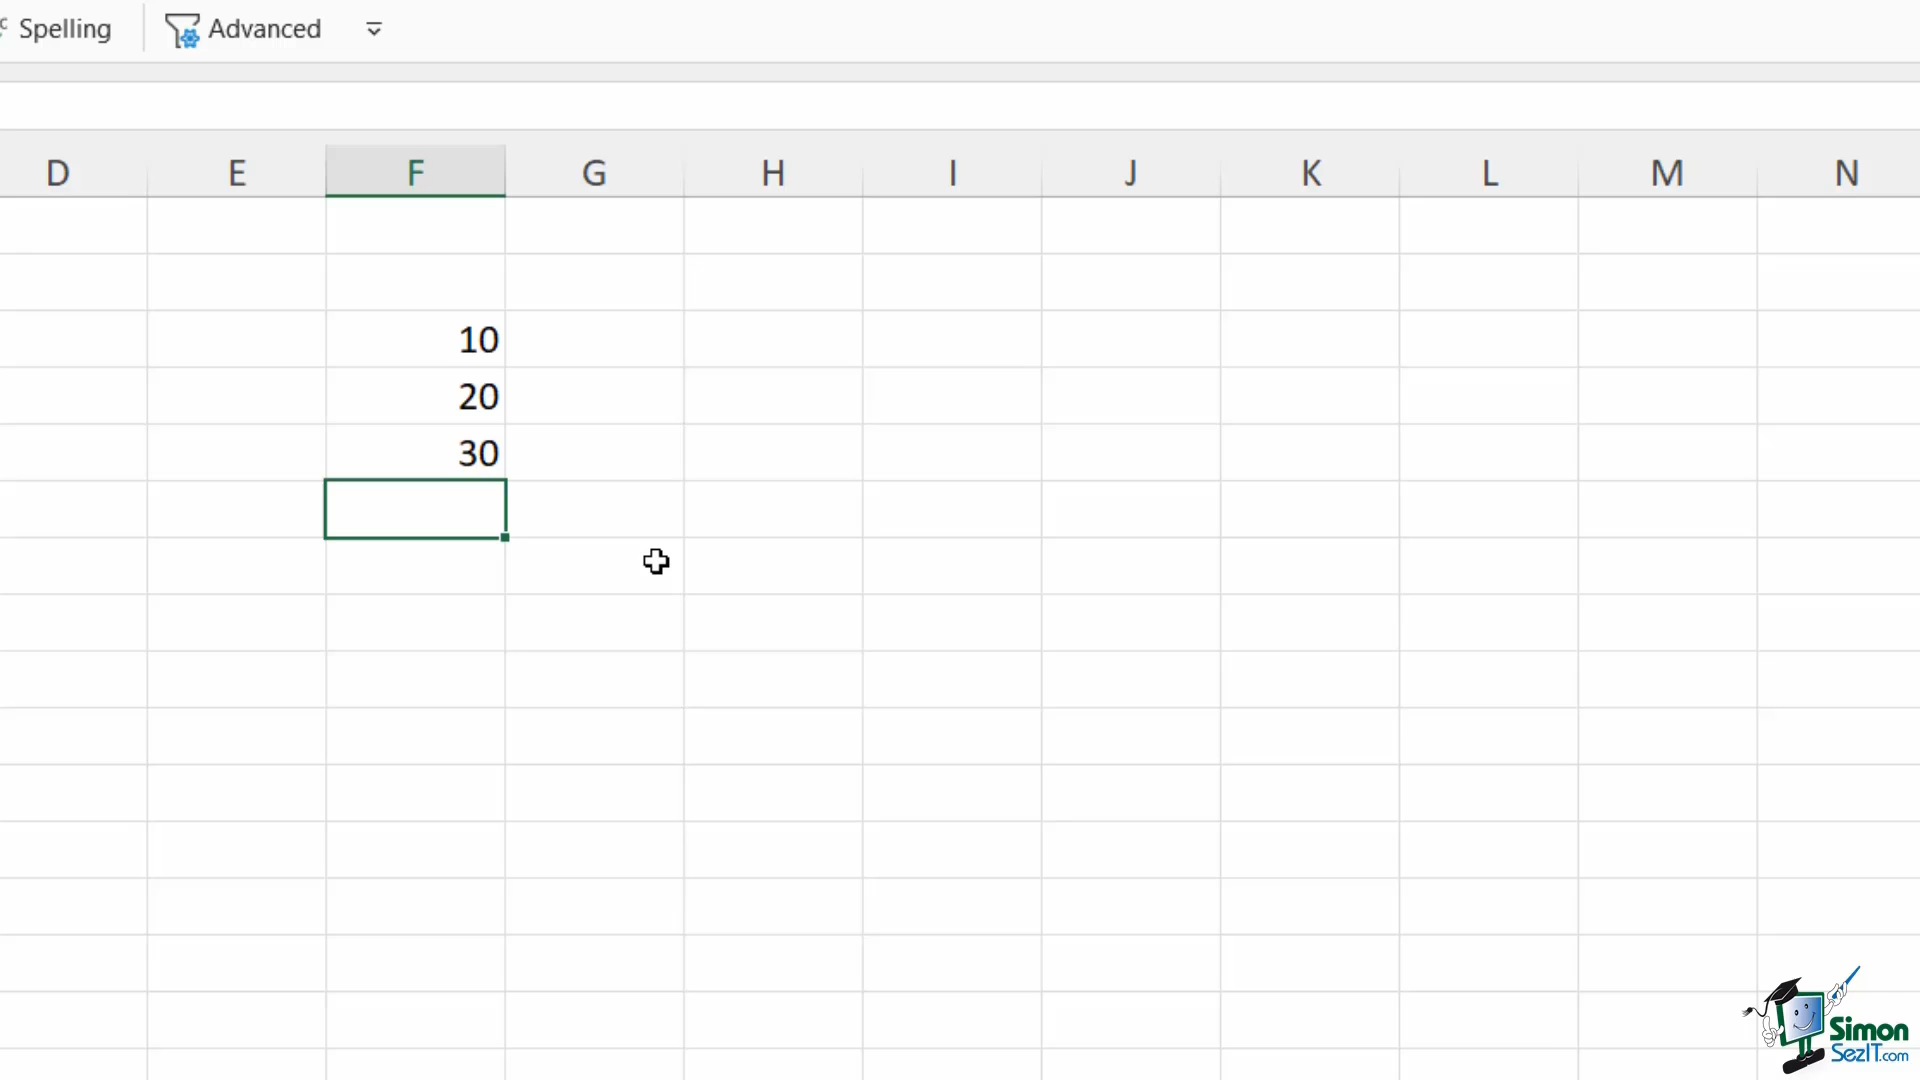 Spelling Advanced
D E F G H I J K L M N
10
20
30
Simon
SezIT.com